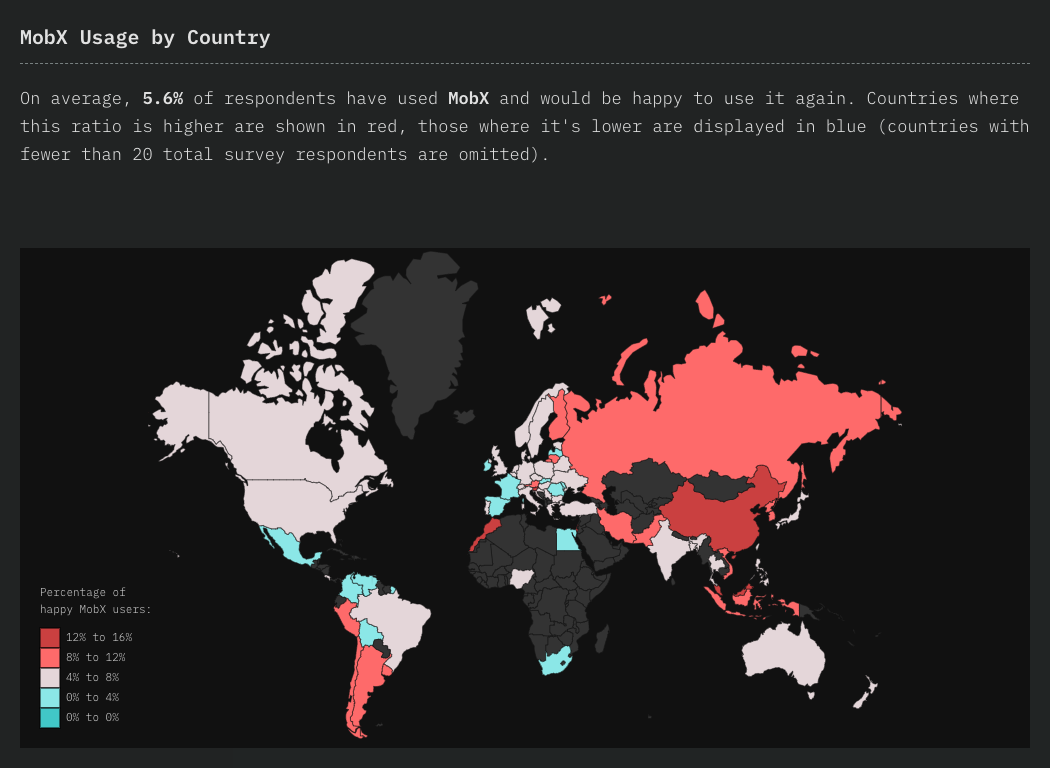 MobX Usage by Country
On average, 5.6% of respondents have used MobX and would be happy to use it again. Countries where
this ratio is higher are shown in red, those where it's lower are displayed in blue (countries with
fewer than 20 total survey respondents are omitted).
Percentage of
happy MobX users:
12% to 16%
8% to 12%
4% to 8%
0% to 4%
0% to 0%